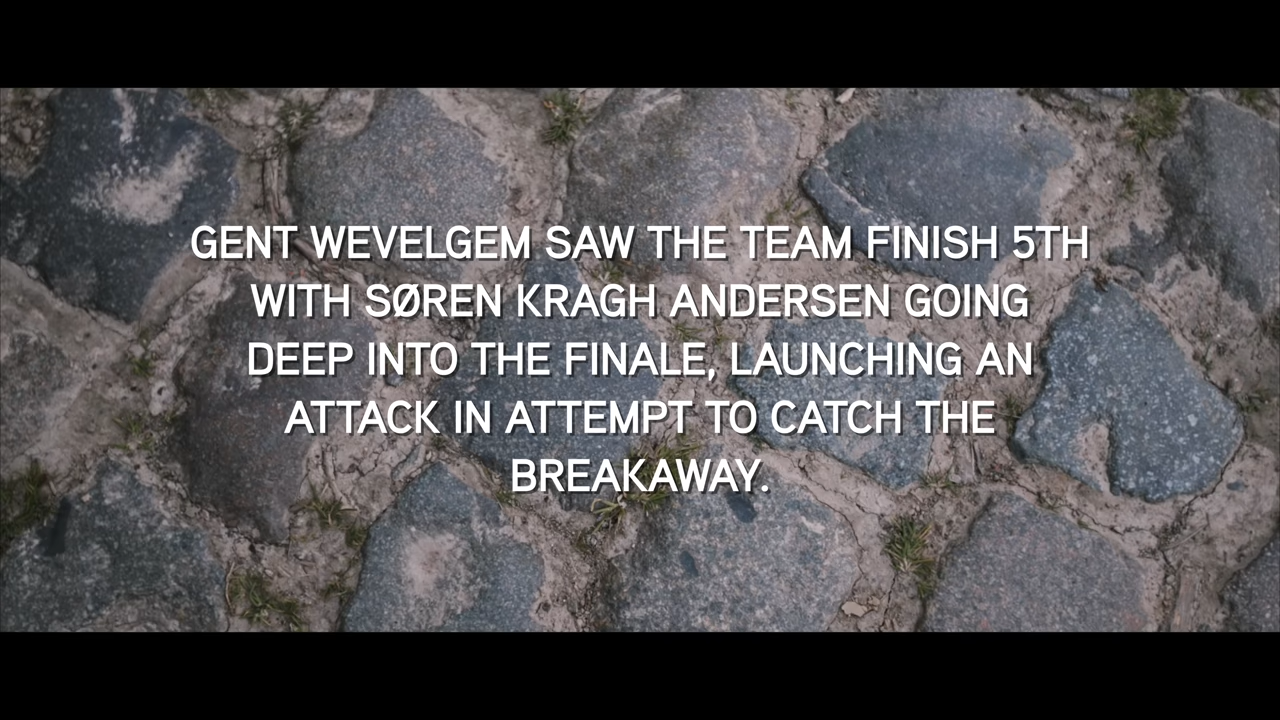 GENT WEVELGEM SAW THE TEAM FINISH 5TH
WITH SØREN KRAGH ANDERSEN GOING
DEEP INTO THE FINALE, LAUNCHING AN
ATTACK IN ATTEMPT TO CATCH THE
BREAKAWAY.